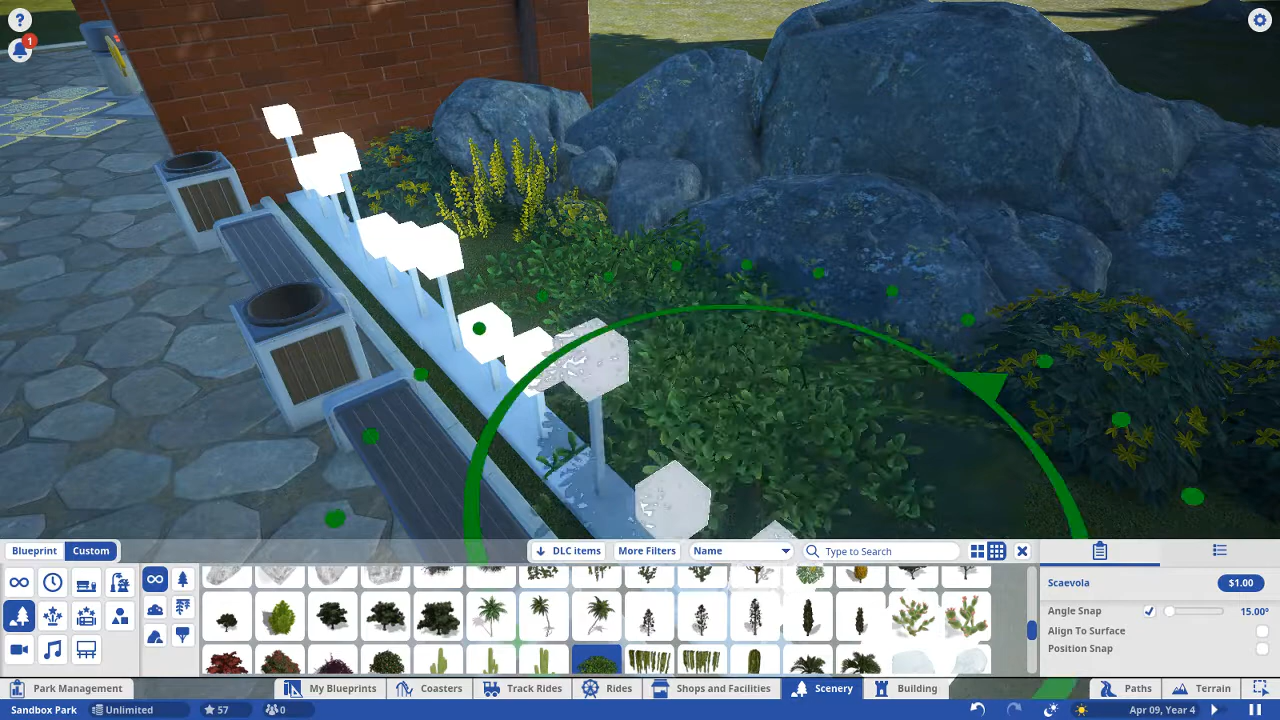 ?
1
Blueprint
Custom
DLC items
More Filters
Name
Type to Search
Scaevola
$1.00
Angle Snap
15.00°
Align To Surface
Position Snap
Park Management
My Blueprints
Coasters
Track Rides
Rides
Shops and Facilities
Scenery
Building
Paths
Terrain
Sandbox Park
Unlimited
57
0
Apr 09, Year 4